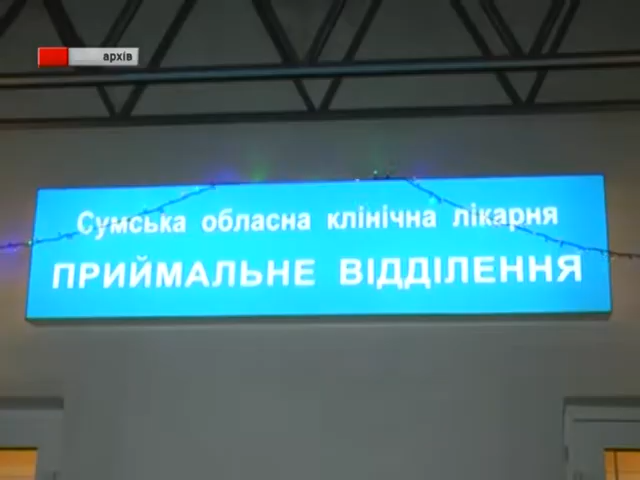 архів
Сумська обласна клінічна лікарня
ПРИЙМАЛЬНЕ ВІДДІЛЕННЯ